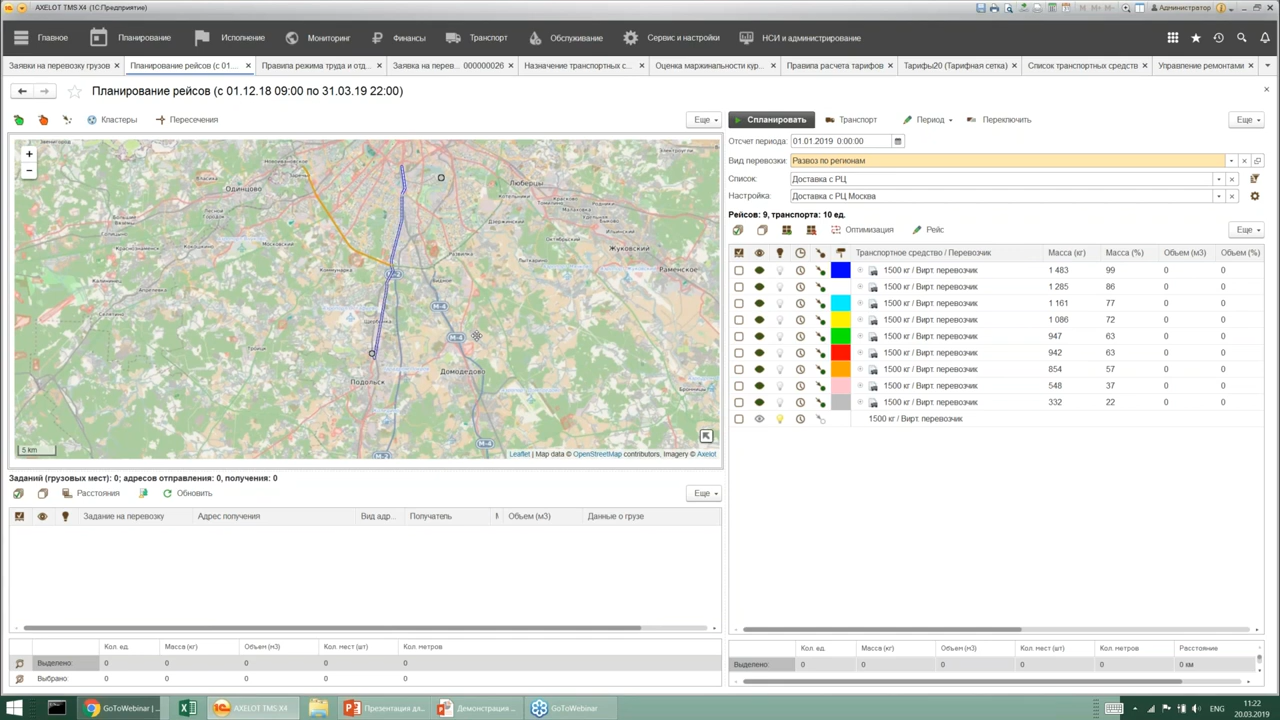 AXELOT TMS X4 (1С:Предприятие)
M M+ M-
Администратор
Главное
Планирование
Исполнение
Мониторинг
Финансы
Транспорт
Обслуживание
Сервис и настройки
НСИ и администрирование
Заявки на перевозку грузов ×
Планирование рейсов (с 01... ×
Правила режима труда и отд... ×
Заявка на перев... 000000026 ×
Назначение транспортных с... ×
Оценка маржинальности кур... ×
Правила расчета тарифов ×
Тарифы20 (Тарифная сетка) ×
Список транспортных средств ×
Управление ремонтами ×
Планирование рейсов (с 01.12.18 09:00 по 31.03.19 22:00)
Кластеры
Пересечения
Еще
Спланировать
Транспорт
Период
Переключить
Еще
Отсчет периода: 01.01.2019 0:00:00
Вид перевозки: Развоз по регионам
Список: Доставка с РЦ
Настройка: Доставка с РЦ Москва
Рейсов: 9, транспорта: 10 ед.
Оптимизация
Рейс
Еще
Транспортное средство / Перевозчик Масса (кг) Масса (%) Объем (м3) Объем (%)
1500 кг / Вирт. перевозчик 1 483 99 0 0
1500 кг / Вирт. перевозчик 1 285 86 0 0
1500 кг / Вирт. перевозчик 1 161 77 0 0
1500 кг / Вирт. перевозчик 1 086 72 0 0
1500 кг / Вирт. перевозчик 947 63 0 0
1500 кг / Вирт. перевозчик 942 63 0 0
1500 кг / Вирт. перевозчик 854 57 0 0
1500 кг / Вирт. перевозчик 548 37 0 0
1500 кг / Вирт. перевозчик 332 22 0 0
1500 кг / Вирт. перевозчик
+
−
Новоивановское
Одинцово
Люберцы
Дзержинский
Жуковский
Раменское
Коммунарка
Развилка
Видное
Щербинка
Троицк
Подольск
Домодедово
M-4
M-4
M-4
M-2
5 km
Leaflet | Map data © OpenStreetMap contributors, Imagery © Axelot
Заданий (грузовых мест): 0; адресов отправления: 0, получения: 0
Расстояния
Обновить
Еще
Задание на перевозку Адрес получения Вид адр... Получатель М Объем (м3) Данные о грузе
Кол. ед. Масса (кг) Объем (м3) Кол. мест (шт) Кол. метров
Выделено: 0 0 0 0 0
Выбрано: 0 0 0 0 0
Кол. ед. Масса (кг) Объем (м3) Кол. мест (шт) Кол. метров Расстояние
Выделено: 0 0 0 0 0 0 км
GoToWebinar | ...
AXELOT TMS X4
Презентация дл...
Демонстрация ...
GoToWebinar
ENG
11:22
20.03.2019